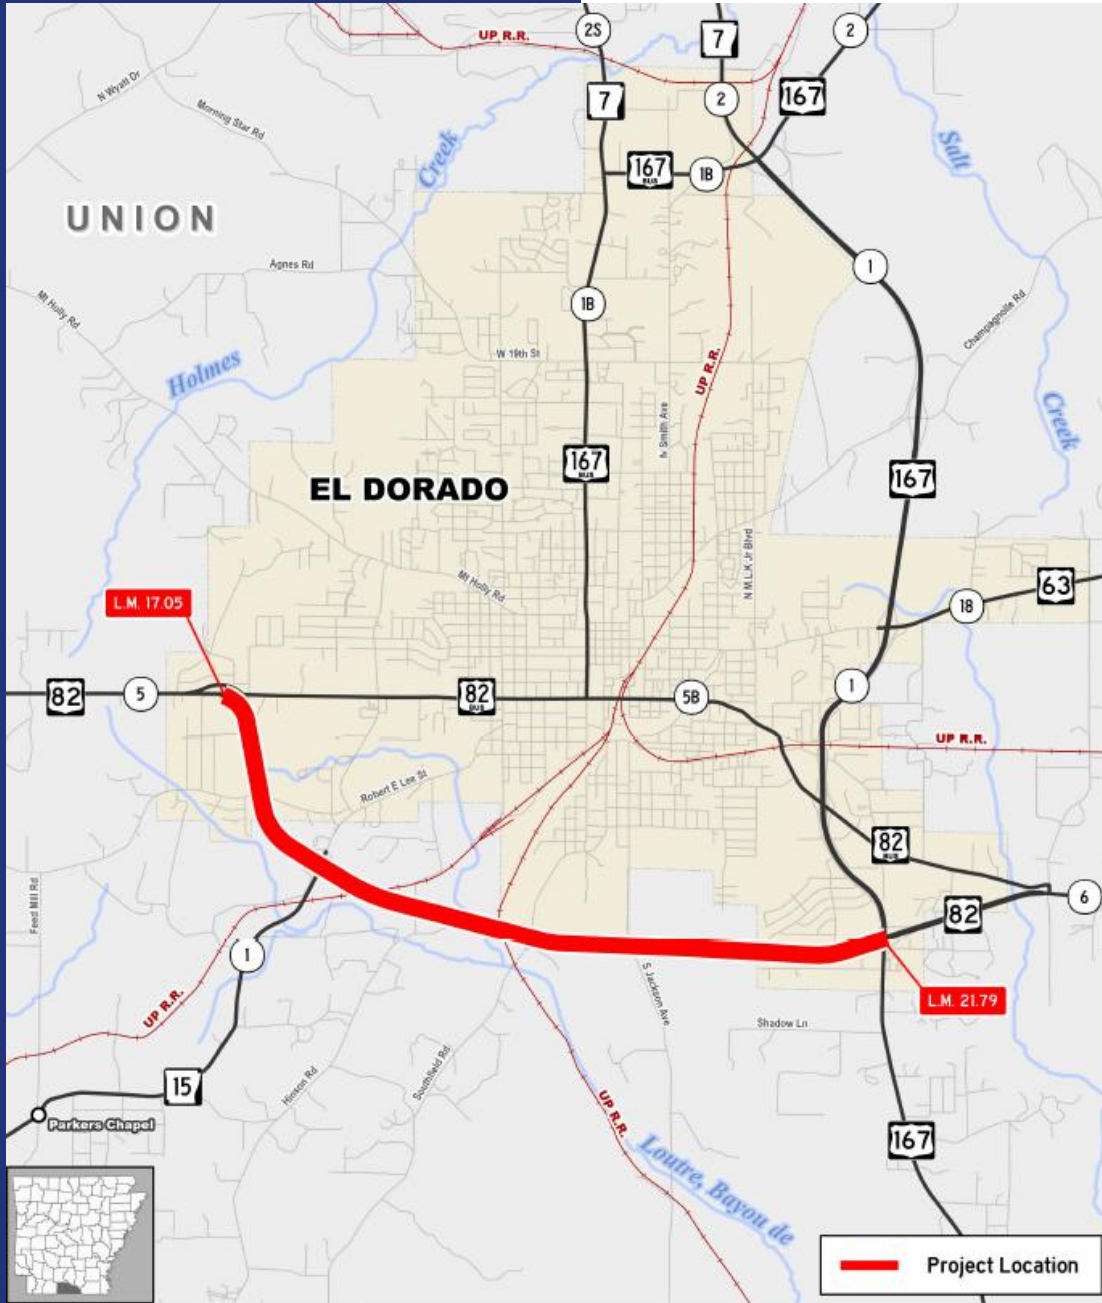 2S
7
2
UP R.R.
7
2
167
N Wyatt Dr
Morning Star Rd
Creek
167
BUS
1B
Salt
UNION
Agnes Rd
1
1B
Mt Holly Rd
Champagnolle Rd
W 19th St
Holmes
UP R.R.
Creek
N Smith Ave
167
BUS
167
EL DORADO
N M.L.K Jr Blvd
Mt Holly Rd
63
18
L.M. 17.05
82
5
82
BUS
5B
1
UP R.R.
Robert E Lee St
82
BUS
Feed Mill Rd
6
82
1
S Jackson Ave
L.M. 21.79
UP R.R.
Shadow Ln
15
Hinson Rd
Southfield Rd
UP R.R.
Parkers Chapel
167
Loutre, Bayou de
Project Location